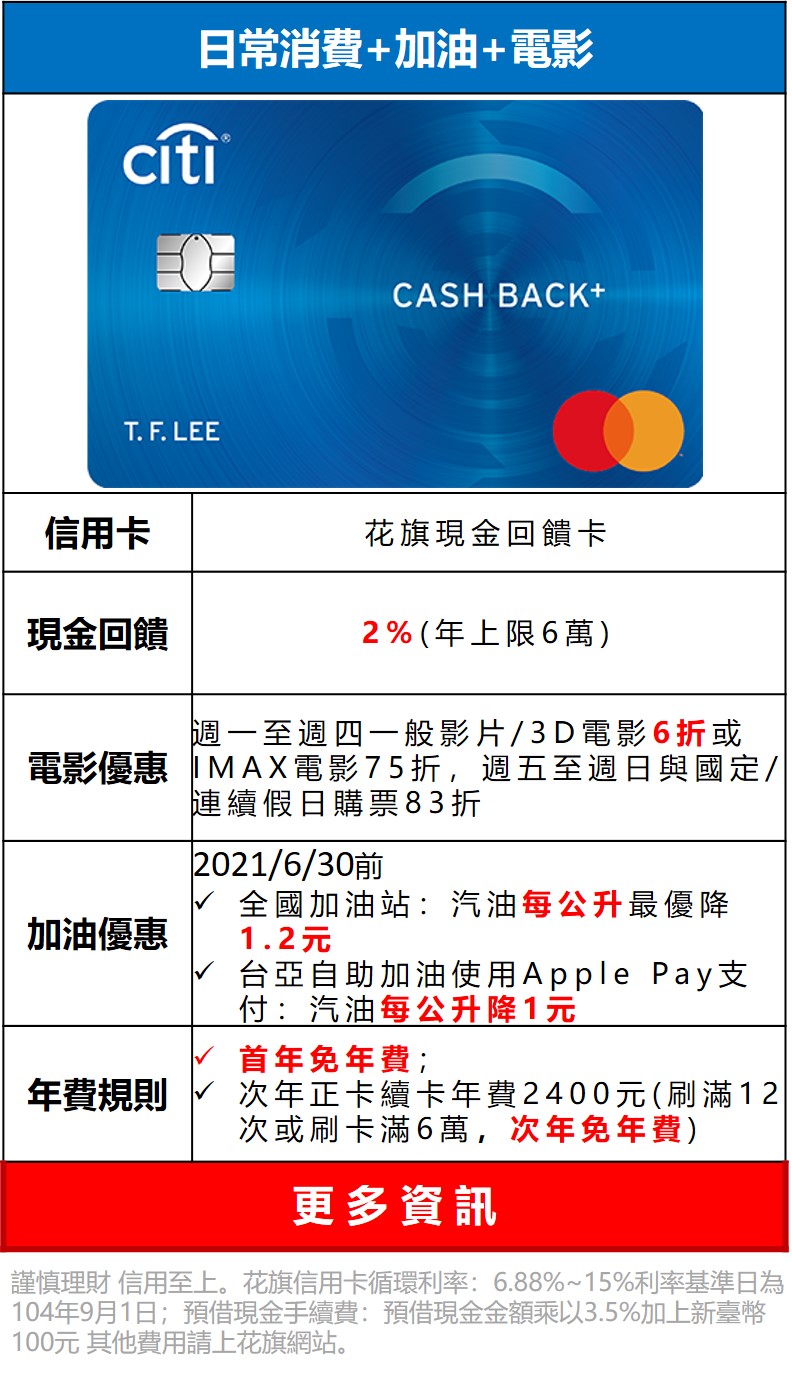 日常消費+加油+電影
citi®
CASH BACK+
T. F. LEE
信用卡
花旗現金回饋卡
現金回饋
2%(年上限6萬)
電影優惠
週一至週四一般影片/3D電影6折或
IMAX電影75折，週五至週日與國定/
連續假日購票83折
加油優惠
2021/6/30前
✓ 全國加油站：汽油每公升最優降
1.2元
✓ 台亞自助加油使用Apple Pay支
付：汽油每公升降1元
年費規則
✓ 首年免年費；
✓ 次年正卡續卡年費2400元(刷滿12
次或刷卡滿6萬，次年免年費)
更多資訊
謹慎理財 信用至上。花旗信用卡循環利率：6.88%~15%利率基準日為
104年9月1日；預借現金手續費：預借現金金額乘以3.5%加上新臺幣
100元 其他費用請上花旗網站。